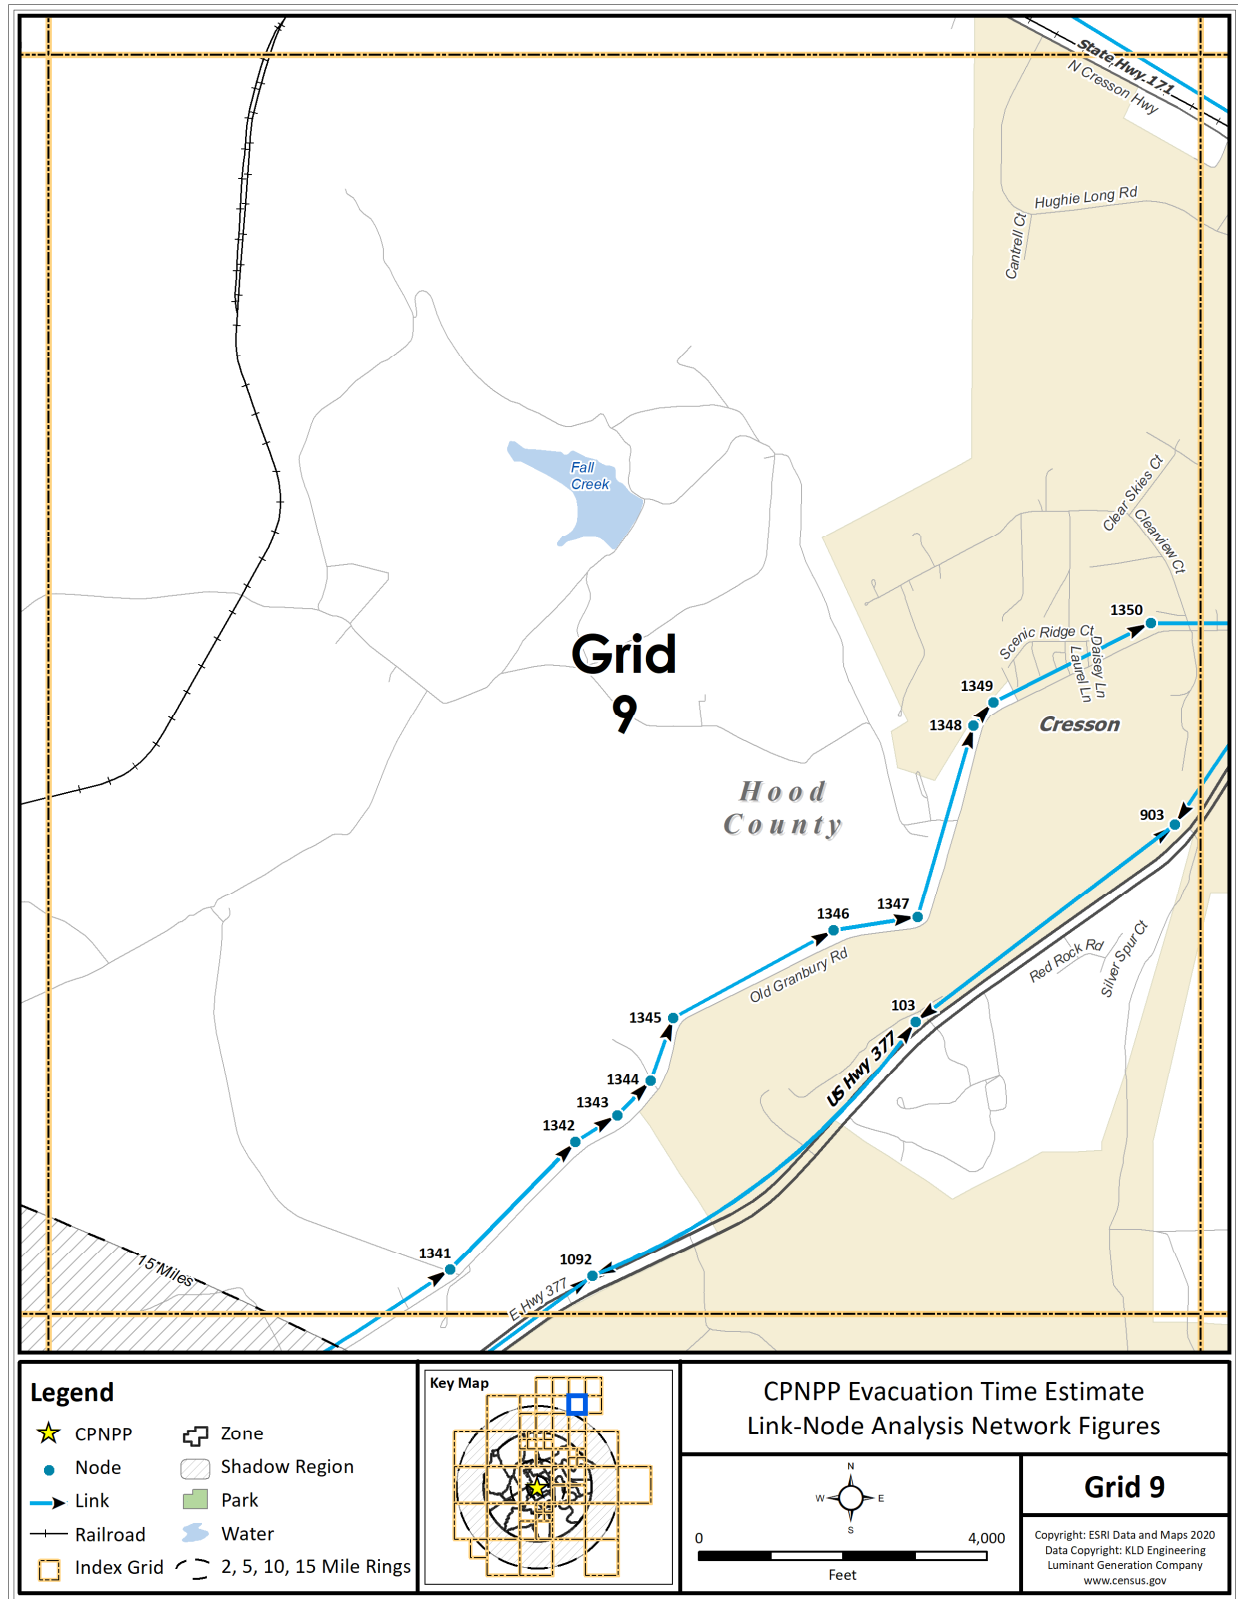 State Hwy 171
N Cresson Hwy
Hughie Long Rd
Cantrell Ct
Fall
Creek
Clear Skies Ct
Clearview Ct
1350
Scenic Ridge Ct
Daisey Ln
Laurel Ln
Grid
9
1349
1348
Cresson
Hood
County
903
1347
1346
Old Granbury Rd
Red Rock Rd
Silver Spur Ct
103
1345
US Hwy 377
1344
1343
1342
1341
1092
15 Miles
E Hwy 377
Legend
CPNPP
Zone
Node
Shadow Region
Link
Park
Railroad
Water
Index Grid
2, 5, 10, 15 Mile Rings
Key Map
CPNPP Evacuation Time Estimate
Link-Node Analysis Network Figures
N
W
E
S
0
4,000
Feet
Grid 9
Copyright: ESRI Data and Maps 2020
Data Copyright: KLD Engineering
Luminant Generation Company
www.census.gov